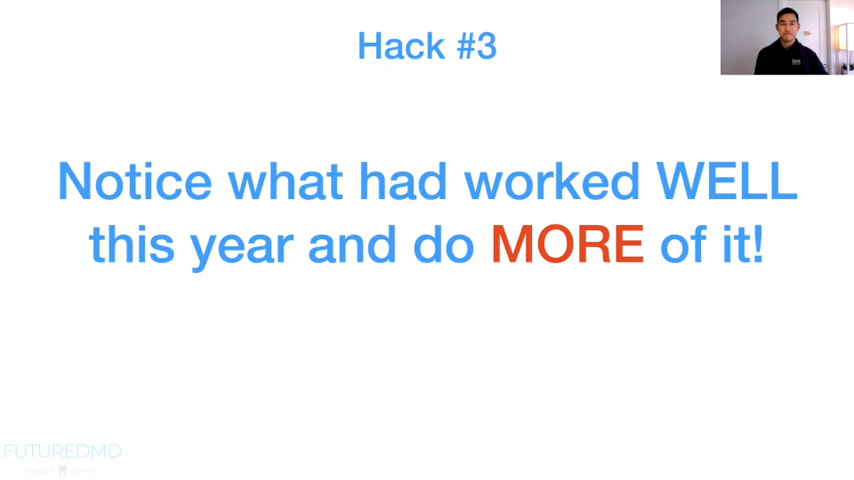 Hack #3
Notice what had worked WELL
this year and do MORE of it!
FUTUREDMD